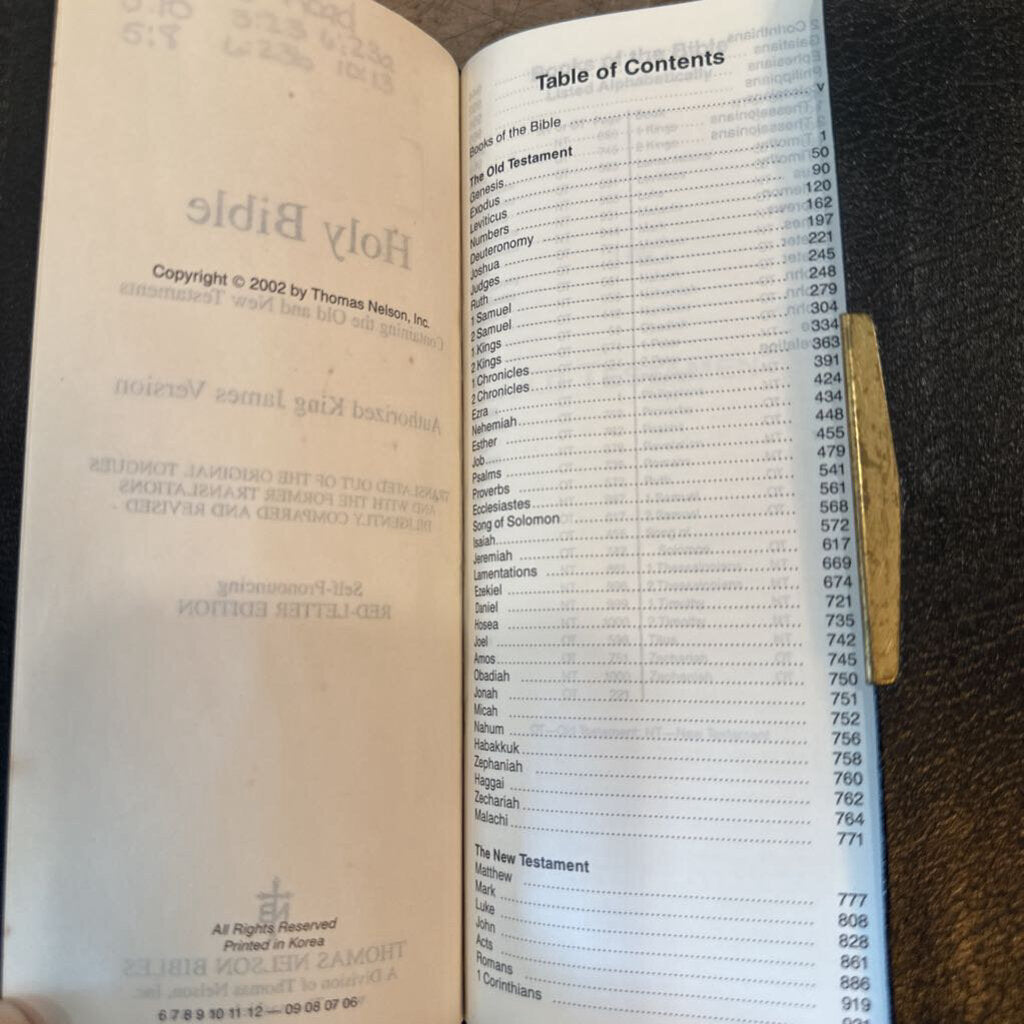 Holy Bible
Copyright © 2002 by Thomas Nelson, Inc.
Containing the Old and New Testaments
Authorized King James Version
TRANSLATED OUT OF THE ORIGINAL TONGUES
AND WITH THE FORMER TRANSLATIONS
DILIGENTLY COMPARED AND REVISED
Self-Pronouncing
RED-LETTER EDITION
All Rights Reserved
Printed in Korea
THOMAS NELSON BIBLES
A Division of Thomas Nelson, Inc.
6 7 8 9 10 11 12 — 09 08 07 06
Table of Contents
Books of the Bible v
The Old Testament
Genesis 1
Exodus 50
Leviticus 90
Numbers 120
Deuteronomy 162
Joshua 197
Judges 221
Ruth 245
1 Samuel 248
2 Samuel 279
1 Kings 304
2 Kings 334
1 Chronicles 363
2 Chronicles 391
Ezra 424
Nehemiah 434
Esther 448
Job 455
Psalms 479
Proverbs 541
Ecclesiastes 561
Song of Solomon 568
Isaiah 572
Jeremiah 617
Lamentations 669
Ezekiel 674
Daniel 721
Hosea 735
Joel 742
Amos 745
Obadiah 750
Jonah 751
Micah 752
Nahum 756
Habakkuk 758
Zephaniah 760
Haggai 762
Zechariah 764
Malachi 771
The New Testament
Matthew 777
Mark 808
Luke 828
John 861
Acts 886
Romans 919
1 Corinthians